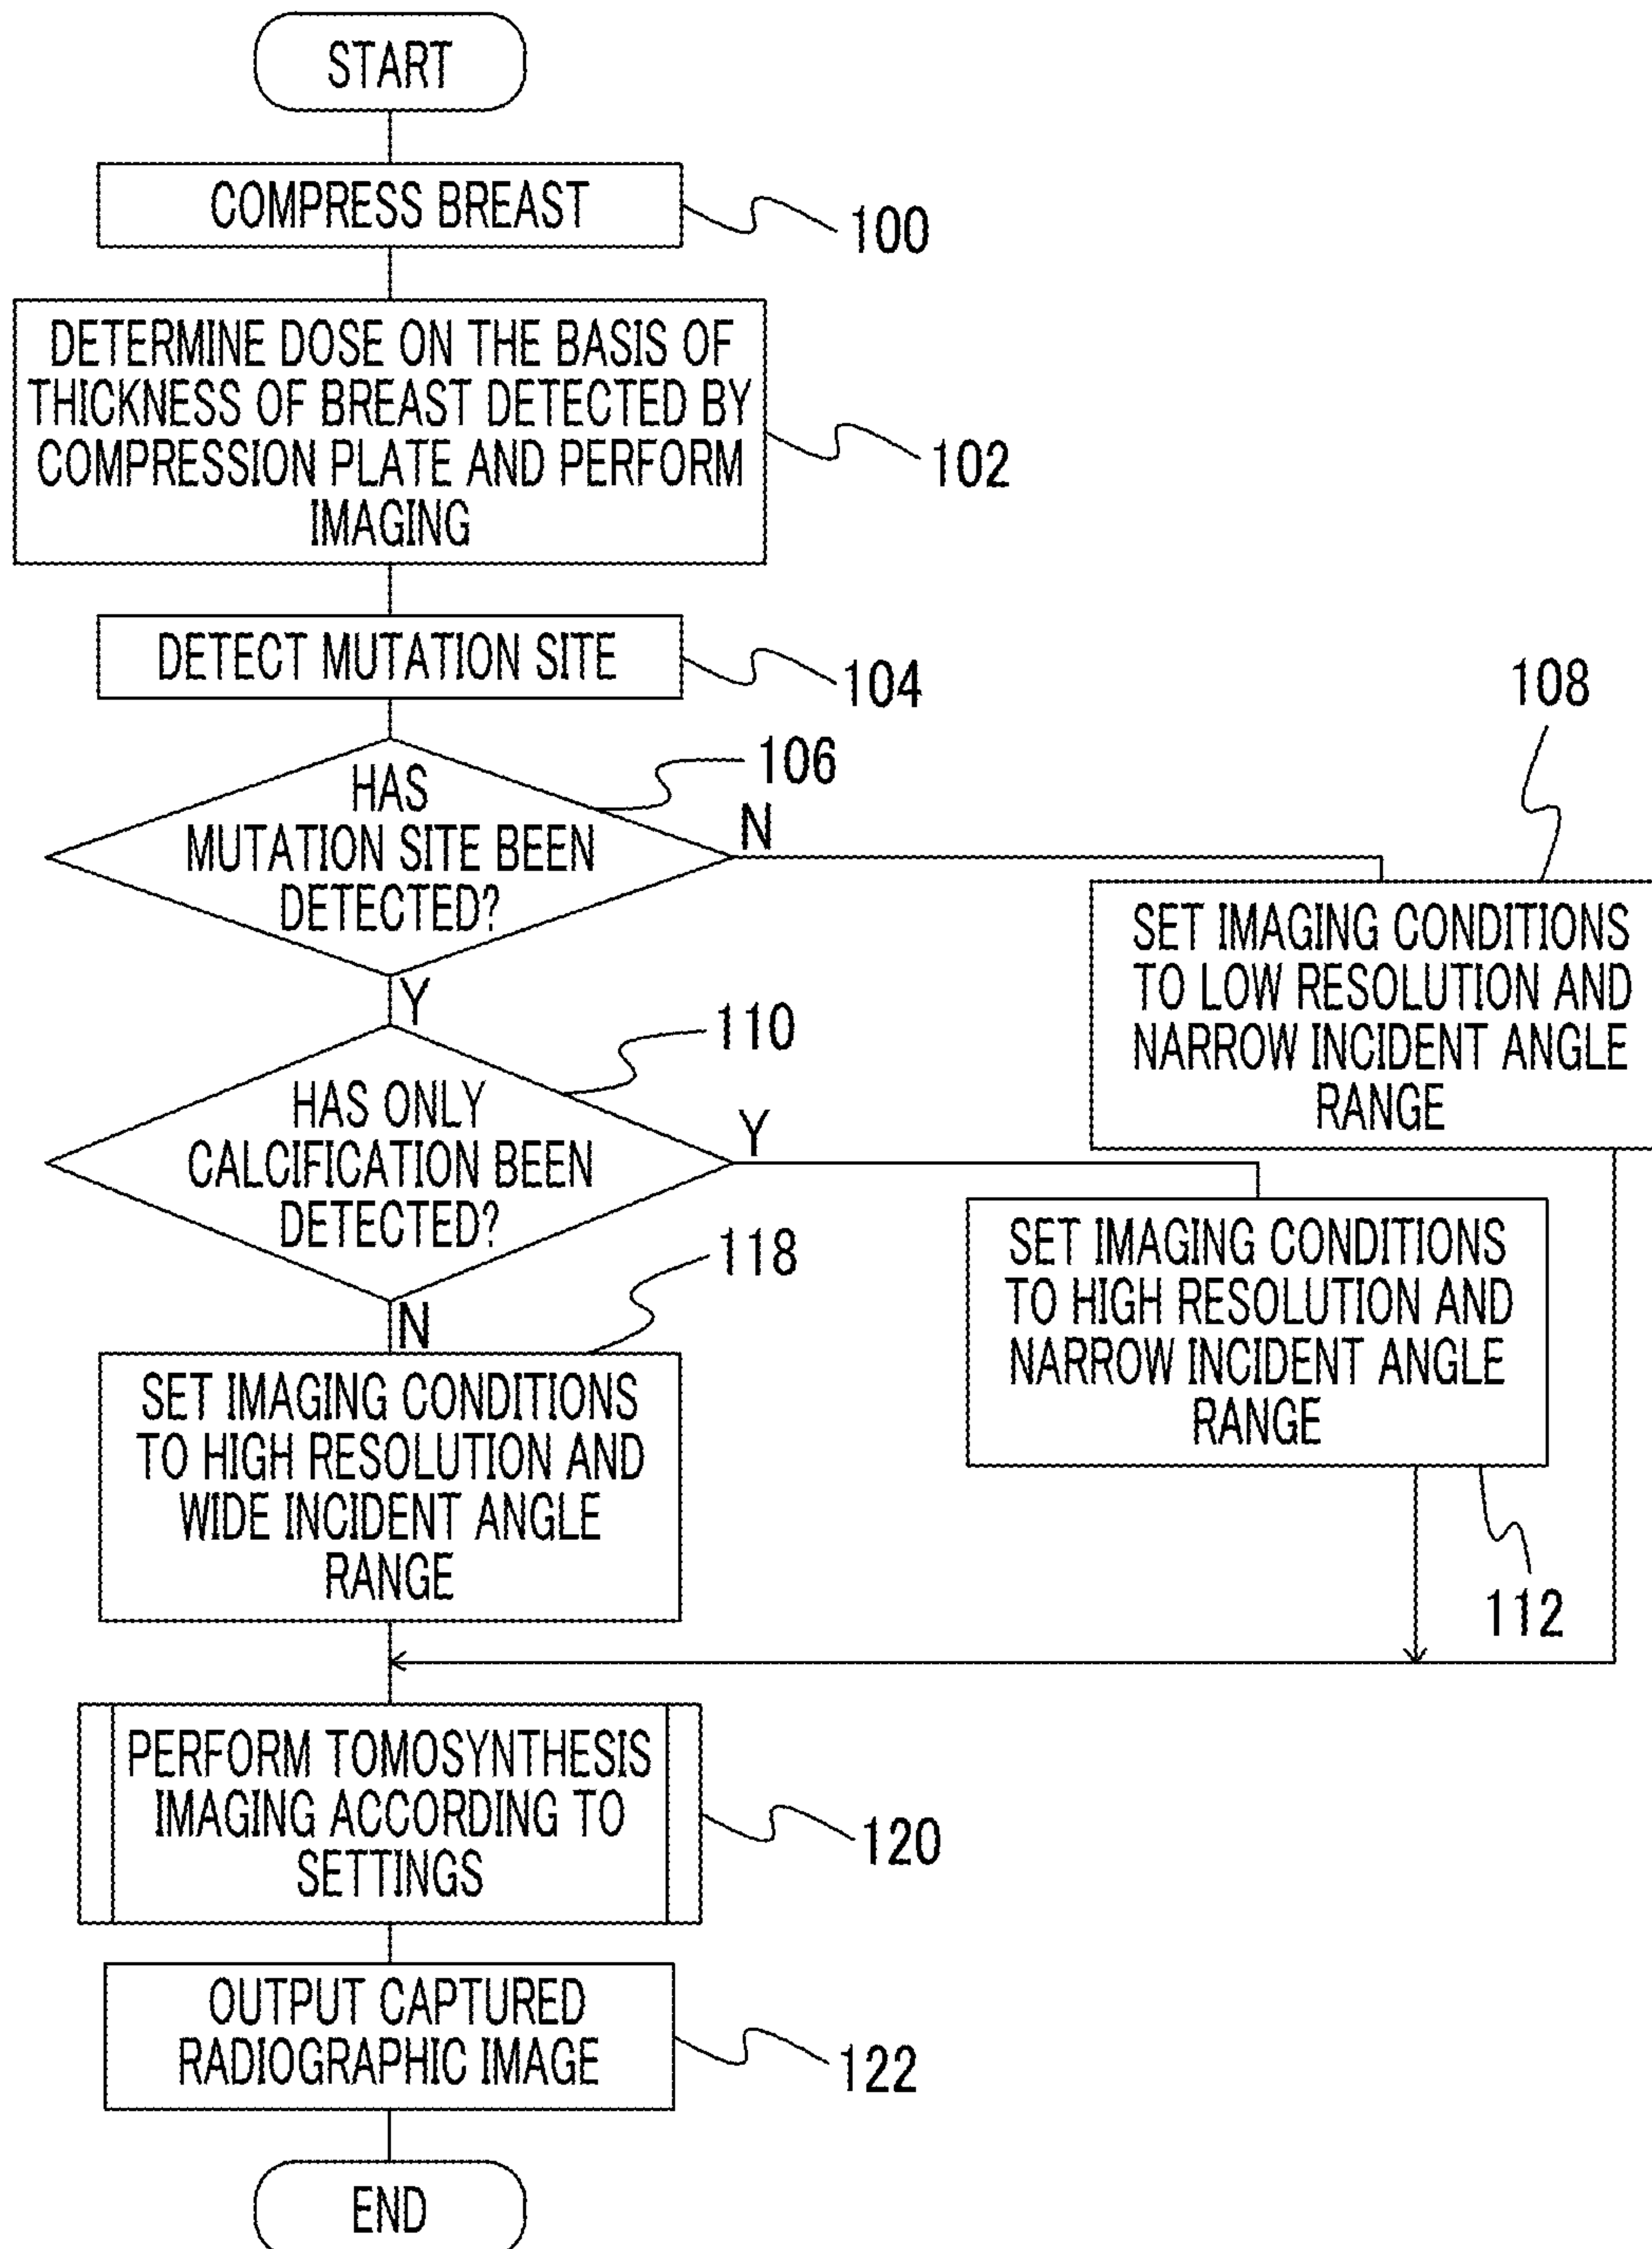 START
COMPRESS BREAST
100
DETERMINE DOSE ON THE BASIS OF
THICKNESS OF BREAST DETECTED BY
COMPRESSION PLATE AND PERFORM
IMAGING
102
DETECT MUTATION SITE
104
HAS
MUTATION SITE BEEN
DETECTED?
106
N
Y
108
SET IMAGING CONDITIONS
TO LOW RESOLUTION AND
NARROW INCIDENT ANGLE
RANGE
HAS ONLY
CALCIFICATION BEEN
DETECTED?
110
Y
N
SET IMAGING CONDITIONS
TO HIGH RESOLUTION AND
NARROW INCIDENT ANGLE
RANGE
112
118
SET IMAGING CONDITIONS
TO HIGH RESOLUTION AND
WIDE INCIDENT ANGLE
RANGE
PERFORM TOMOSYNTHESIS
IMAGING ACCORDING TO
SETTINGS
120
OUTPUT CAPTURED
RADIOGRAPHIC IMAGE
122
END